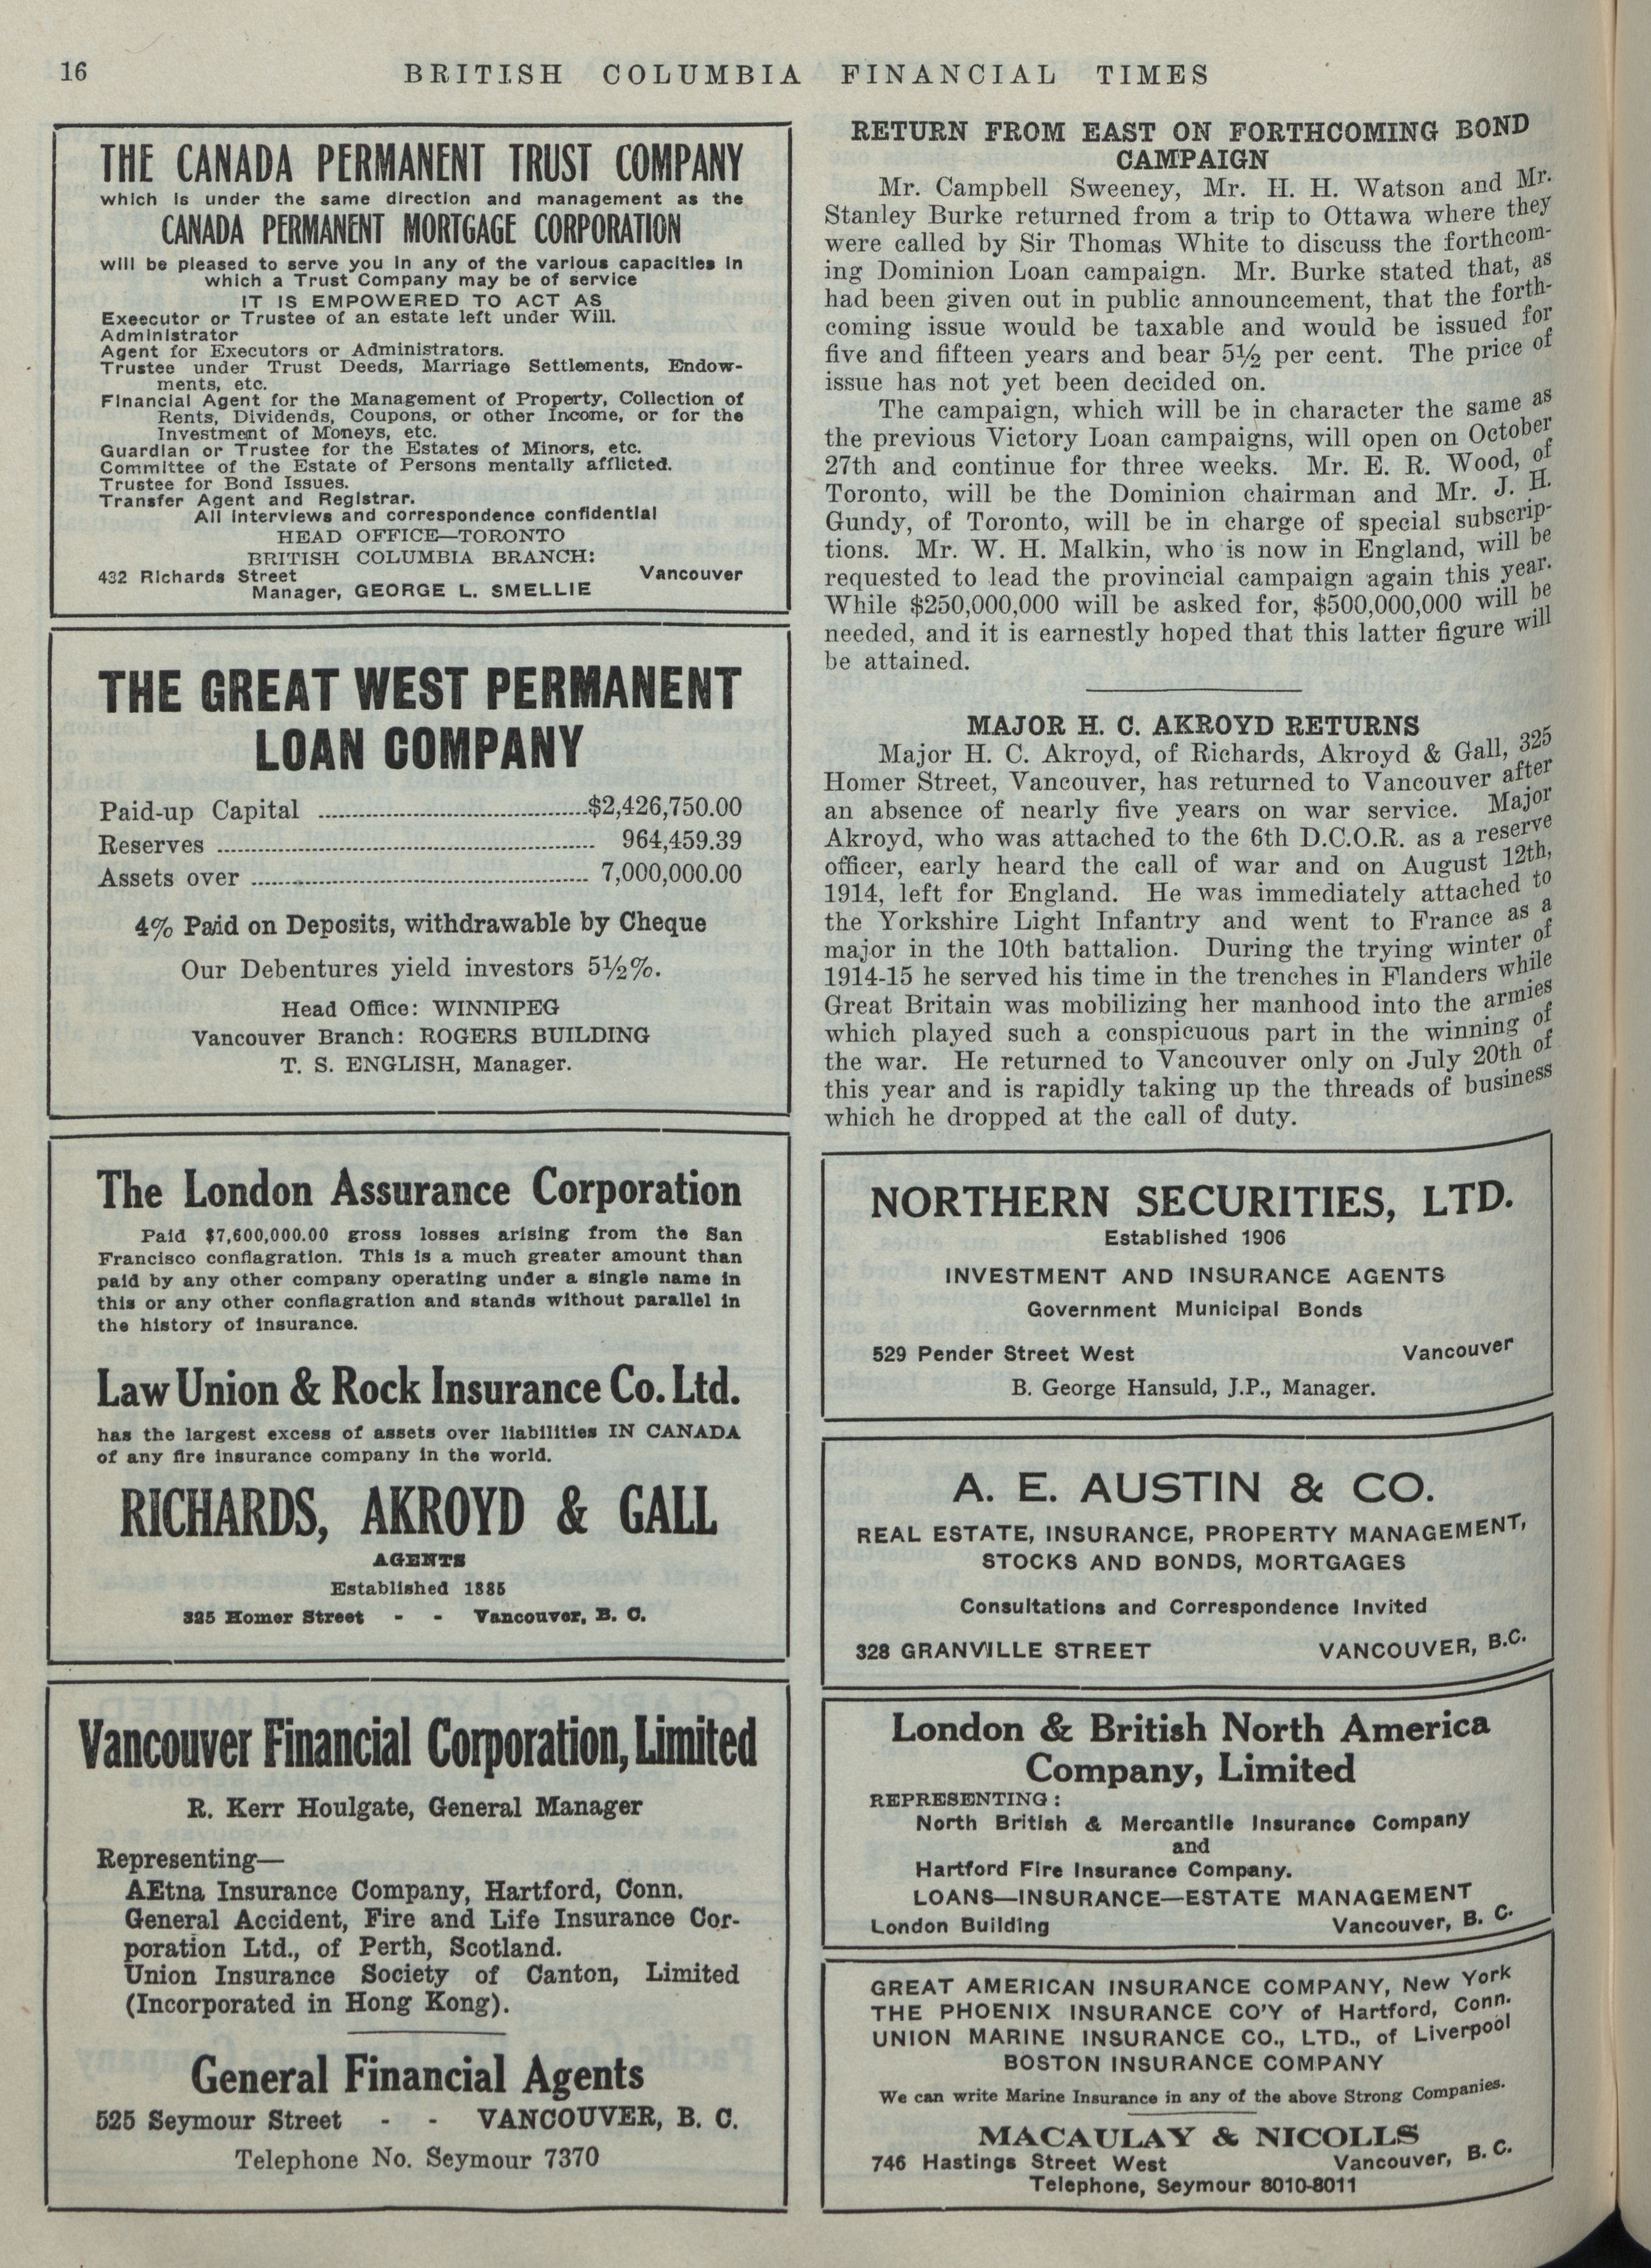 16
BRITISH COLUMBIA FINANCIAL TIMES
THE CANADA PERMANENT TRUST COMPANY
which is under the same direction and management as the
CANADA PERMANENT MORTGAGE CORPORATION
will be pleased to serve you in any of the various capacities in
which a Trust Company may be of service
IT IS EMPOWERED TO ACT AS
Exeecutor or Trustee of an estate left under Will.
Administrator
Agent for Executors or Administrators.
Trustee under Trust Deeds, Marriage Settlements, Endow-
ments, etc.
Financial Agent for the Management of Property, Collection of
Rents, Dividends, Coupons, or other Income, or for the
Investment of Moneys, etc.
Guardian or Trustee for the Estates of Minors, etc.
Committee of the Estate of Persons mentally afflicted.
Trustee for Bond Issues.
Transfer Agent and Registrar.
All interviews and correspondence confidential
HEAD OFFICE—TORONTO
BRITISH COLUMBIA BRANCH:
432 Richards Street Vancouver
Manager, GEORGE L. SMELLIE
THE GREAT WEST PERMANENT
LOAN COMPANY
Paid-up Capital ........................................$2,426,750.00
Reserves ........................................ 964,459.39
Assets over ........................................ 7,000,000.00
4% Paid on Deposits, withdrawable by Cheque
Our Debentures yield investors 5½%.
Head Office: WINNIPEG
Vancouver Branch: ROGERS BUILDING
T. S. ENGLISH, Manager.
The London Assurance Corporation
Paid $7,600,000.00 gross losses arising from the San
Francisco conflagration. This is a much greater amount than
paid by any other company operating under a single name in
this or any other conflagration and stands without parallel in
the history of insurance.
Law Union & Rock Insurance Co. Ltd.
has the largest excess of assets over liabilities IN CANADA
of any fire insurance company in the world.
RICHARDS, AKROYD & GALL
AGENTS
Established 1885
325 Homer Street - - Vancouver, B. C.
Vancouver Financial Corporation, Limited
R. Kerr Houlgate, General Manager
Representing—
AEtna Insurance Company, Hartford, Conn.
General Accident, Fire and Life Insurance Cor-
poration Ltd., of Perth, Scotland.
Union Insurance Society of Canton, Limited
(Incorporated in Hong Kong).
General Financial Agents
525 Seymour Street - - VANCOUVER, B. C.
Telephone No. Seymour 7370
RETURN FROM EAST ON FORTHCOMING BOND
CAMPAIGN
Mr. Campbell Sweeney, Mr. H. H. Watson and Mr.
Stanley Burke returned from a trip to Ottawa where they
were called by Sir Thomas White to discuss the forthcom-
ing Dominion Loan campaign. Mr. Burke stated that, as
had been given out in public announcement, that the forth-
coming issue would be taxable and would be issued for
five and fifteen years and bear 5½ per cent. The price of
issue has not yet been decided on.
The campaign, which will be in character the same as
the previous Victory Loan campaigns, will open on October
27th and continue for three weeks. Mr. E. R. Wood, of
Toronto, will be the Dominion chairman and Mr. J. H.
Gundy, of Toronto, will be in charge of special subscrip-
tions. Mr. W. H. Malkin, who is now in England, will be
requested to lead the provincial campaign again this year.
While $250,000,000 will be asked for, $500,000,000 will be
needed, and it is earnestly hoped that this latter figure will
be attained.
MAJOR H. C. AKROYD RETURNS
Major H. C. Akroyd, of Richards, Akroyd & Gall, 325
Homer Street, Vancouver, has returned to Vancouver after
an absence of nearly five years on war service. Major
Akroyd, who was attached to the 6th D.C.O.R. as a reserve
officer, early heard the call of war and on August 12th,
1914, left for England. He was immediately attached to
the Yorkshire Light Infantry and went to France as a
major in the 10th battalion. During the trying winter of
1914-15 he served his time in the trenches in Flanders while
Great Britain was mobilizing her manhood into the armies
which played such a conspicuous part in the winning of
the war. He returned to Vancouver only on July 20th of
this year and is rapidly taking up the threads of business
which he dropped at the call of duty.
NORTHERN SECURITIES, LTD.
Established 1906
INVESTMENT AND INSURANCE AGENTS
Government Municipal Bonds
529 Pender Street West Vancouver
B. George Hansuld, J.P., Manager.
A. E. AUSTIN & CO.
REAL ESTATE, INSURANCE, PROPERTY MANAGEMENT,
STOCKS AND BONDS, MORTGAGES
Consultations and Correspondence Invited
328 GRANVILLE STREET VANCOUVER, B.C.
London & British North America
Company, Limited
REPRESENTING:
North British & Mercantile Insurance Company
and
Hartford Fire Insurance Company.
LOANS—INSURANCE—ESTATE MANAGEMENT
London Building Vancouver, B. C.
GREAT AMERICAN INSURANCE COMPANY, New York
THE PHOENIX INSURANCE CO'Y of Hartford, Conn.
UNION MARINE INSURANCE CO., LTD., of Liverpool
BOSTON INSURANCE COMPANY
We can write Marine Insurance in any of the above Strong Companies.
MACAULAY & NICOLLS
746 Hastings Street West Vancouver, B. C.
Telephone, Seymour 8010-8011